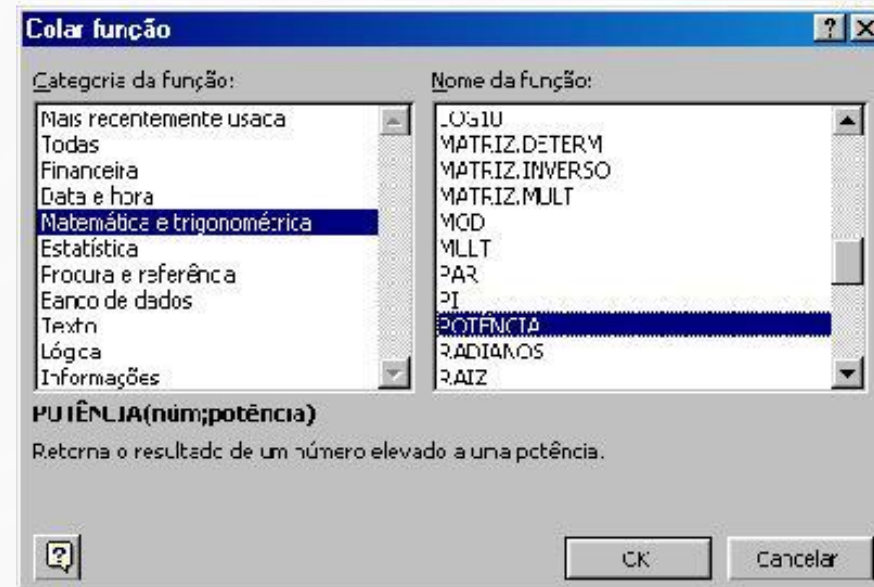 Colar função
Categoria da função:
Nome da função:
Mais recentemente usada
Todas
Financeira
Data e hora
Matemática e trigonométrica
Estatística
Procura e referência
Banco de dados
Texto
Lógica
Informações
LOG10
MATRIZ.DETERM
MATRIZ.INVERSO
MATRIZ.MULT
MOD
MULT
PAR
PI
POTÊNCIA
RADIANOS
RAIZ
POTÊNCIA(núm;potência)
Retorna o resultado de um número elevado a uma potência.
OK
Cancelar